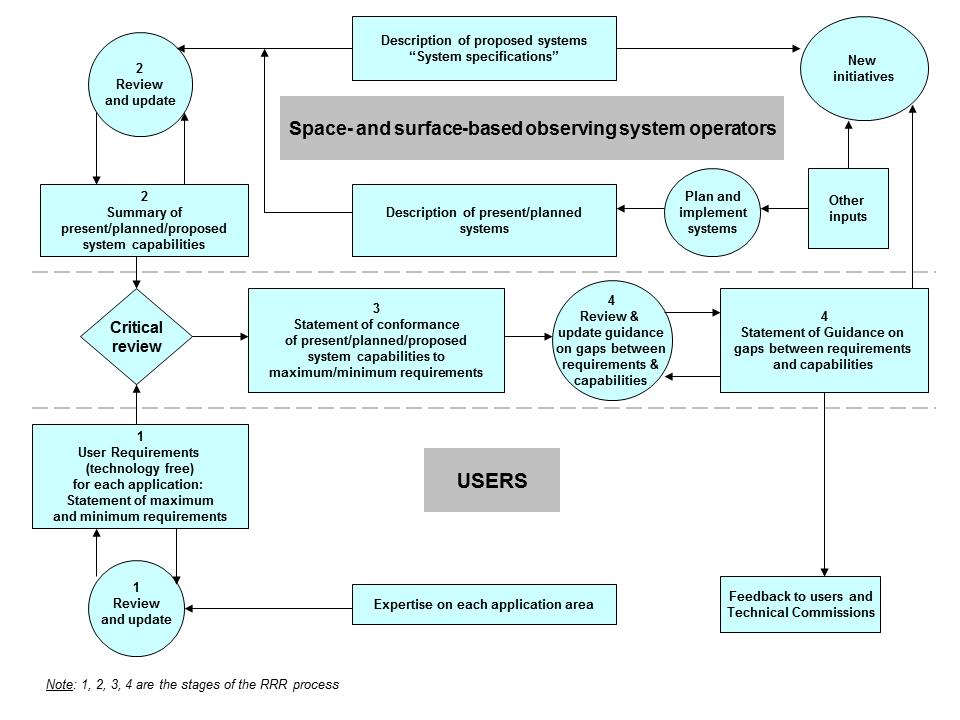 Description of proposed systems
“System specifications”
2
Review
and update
New
initiatives
Space- and surface-based observing system operators
2
Summary of
present/planned/proposed
system capabilities
Description of present/planned
systems
Plan and
implement
systems
Other
inputs
Critical
review
3
Statement of conformance
of present/planned/proposed
system capabilities to
maximum/minimum requirements
4
Review &
update guidance
on gaps between
requirements &
capabilities
4
Statement of Guidance on
gaps between requirements
and capabilities
1
User Requirements
(technology free)
for each application:
Statement of maximum
and minimum requirements
USERS
1
Review
and update
Expertise on each application area
Feedback to users and
Technical Commissions
Note: 1, 2, 3, 4 are the stages of the RRR process